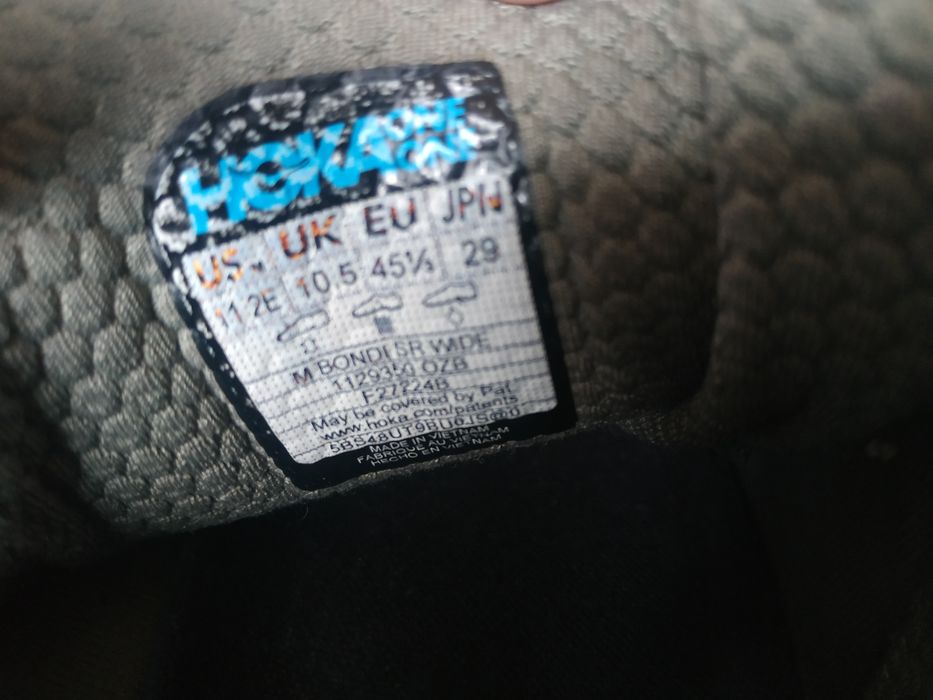 HOKA ONE ONE
US UK EU JPN
11 2E 10.5 45⅓ 29
M BONDI SR WIDE
1129350 OZB
F27224B
May be covered by Pat.
www.hoka.com/patents
MADE IN VIETNAM
FABRIQUÉ AU VIETNAM
HECHO EN VIETNAM